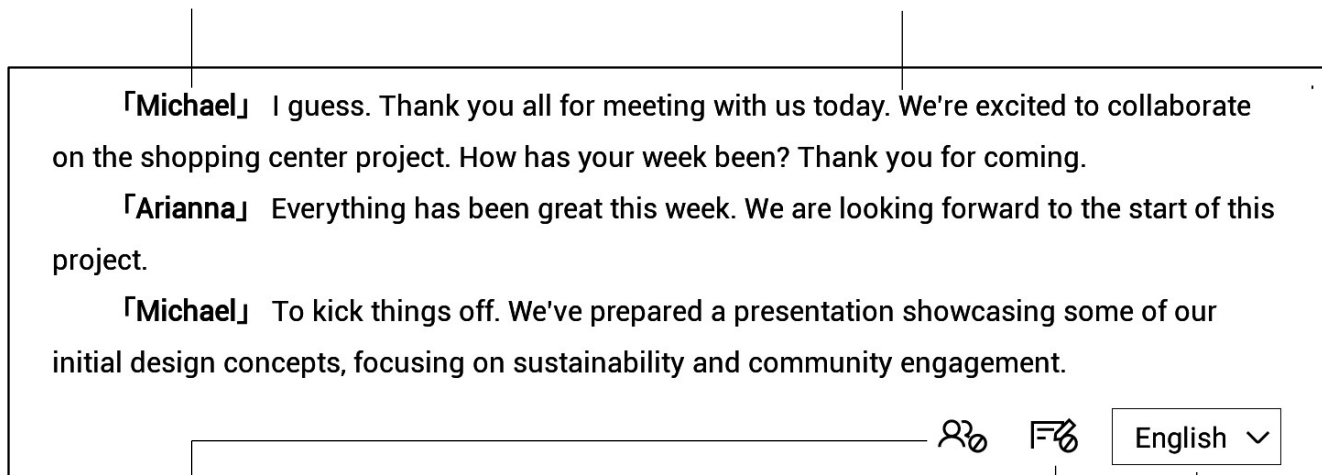 「Michael」 I guess. Thank you all for meeting with us today. We're excited to collaborate
on the shopping center project. How has your week been? Thank you for coming.
「Arianna」 Everything has been great this week. We are looking forward to the start of this
project.
「Michael」 To kick things off. We've prepared a presentation showcasing some of our
initial design concepts, focusing on sustainability and community engagement.
English